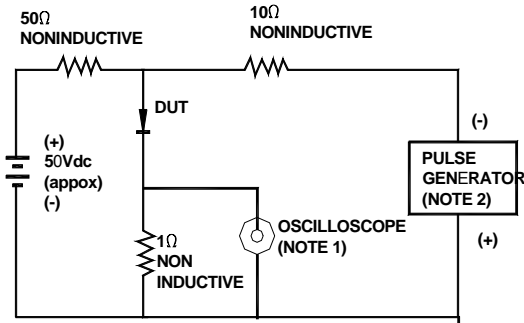 50Ω
NONINDUCTIVE
10Ω
NONINDUCTIVE
DUT
(+)
50Vdc
(appox)
(-)
(-)
PULSE
GENERATOR
(NOTE 2)
(+)
1Ω
NON
INDUCTIVE
OSCILLOSCOPE
(NOTE 1)